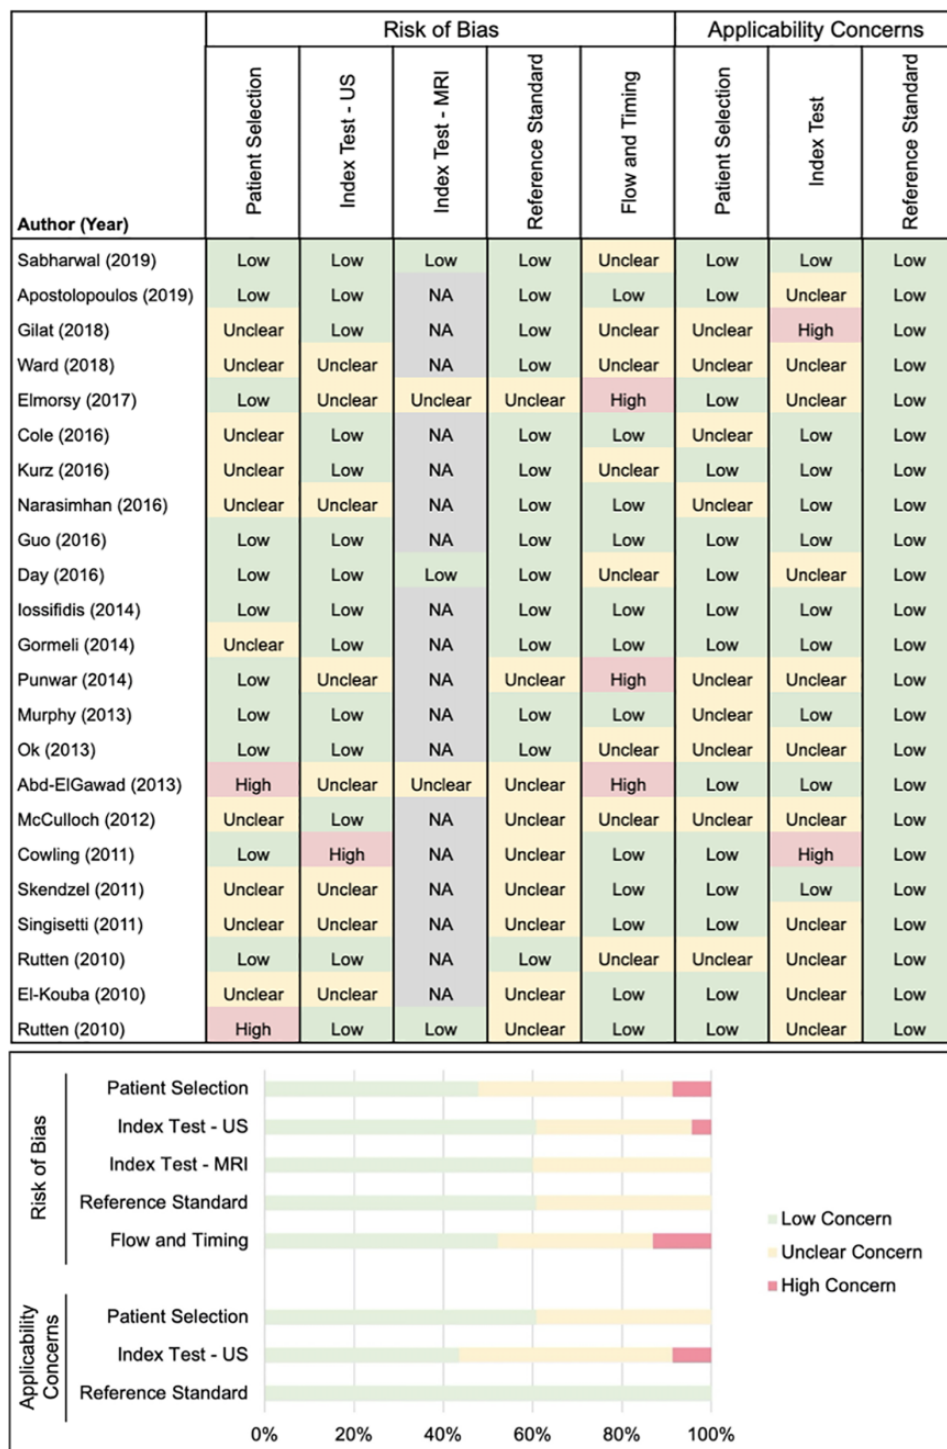 Risk of Bias Applicability Concerns
Author (Year) Patient Selection Index Test - US Index Test - MRI Reference Standard Flow and Timing Patient Selection Index Test Reference Standard
Sabharwal (2019) Low Low Low Low Unclear Low Low Low
Apostolopoulos (2019) Low Low NA Low Low Low Unclear Low
Gilat (2018) Unclear Low NA Low Unclear Unclear High Low
Ward (2018) Unclear Unclear NA Low Unclear Unclear Unclear Low
Elmorsy (2017) Low Unclear Unclear Unclear High Low Unclear Low
Cole (2016) Unclear Low NA Low Low Unclear Low Low
Kurz (2016) Unclear Low NA Low Unclear Low Low Low
Narasimhan (2016) Unclear Unclear NA Low Low Unclear Low Low
Guo (2016) Low Low NA Low Low Low Low Low
Day (2016) Low Low Low Low Unclear Low Unclear Low
Iossifidis (2014) Low Low NA Low Low Low Low Low
Gormeli (2014) Unclear Low NA Low Low Low Low Low
Punwar (2014) Low Unclear NA Unclear High Unclear Unclear Low
Murphy (2013) Low Low NA Low Low Unclear Low Low
Ok (2013) Low Low NA Low Unclear Unclear Unclear Low
Abd-ElGawad (2013) High Unclear Unclear Unclear High Low Low Low
McCulloch (2012) Unclear Low NA Unclear Unclear Unclear Unclear Low
Cowling (2011) Low High NA Unclear Low Low High Low
Skendzel (2011) Unclear Unclear NA Unclear Low Low Low Low
Singisetti (2011) Unclear Unclear NA Unclear Low Low Unclear Low
Rutten (2010) Low Low NA Low Unclear Unclear Unclear Low
El-Kouba (2010) Unclear Unclear NA Unclear Low Low Unclear Low
Rutten (2010) High Low Low Unclear Low Low Unclear Low
Risk of Bias
Patient Selection
Index Test - US
Index Test - MRI
Reference Standard
Flow and Timing
Applicability
Concerns
Patient Selection
Index Test - US
Reference Standard
0% 20% 40% 60% 80% 100%
Low Concern
Unclear Concern
High Concern